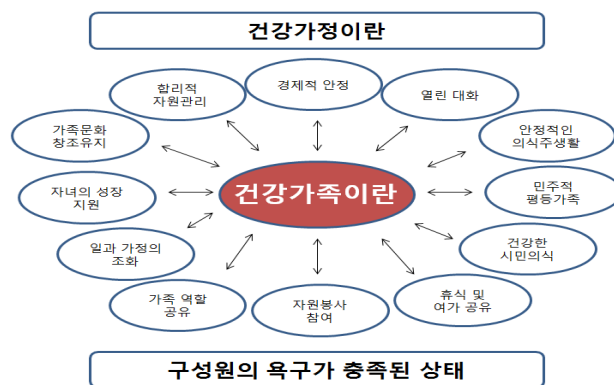 건강가정이란
합리적
자원관리
경제적 안정
열린 대화
가족문화
창조유지
안정적인
의식주생활
건강가족이란
자녀의 성장
지원
민주적
평등가족
일과 가정의
조화
건강한
시민의식
가족 역할
공유
자원봉사
참여
휴식 및
여가 공유
구성원의 욕구가 충족된 상태